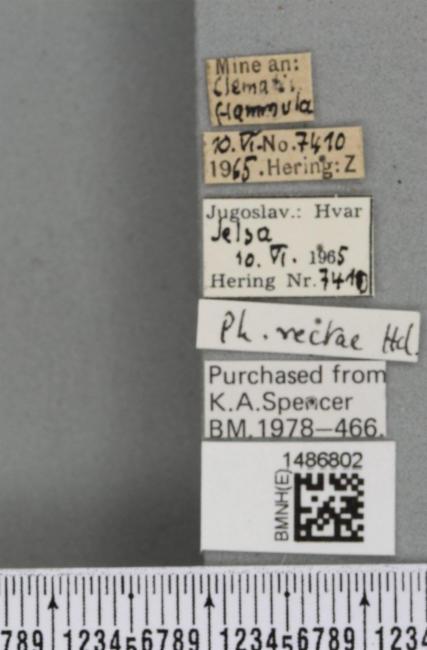 Mine an:
Clematis
flammula
10.VI.No.7410
1965.Hering: Z
Jugoslav.: Hvar
Jelsa
10. VI. 1965
Hering Nr.7410
Ph. rectae Hd.
Purchased from
K.A.Spencer
BM.1978–466.
1486802
BMNH(E)
789 123456789 123456789 1234